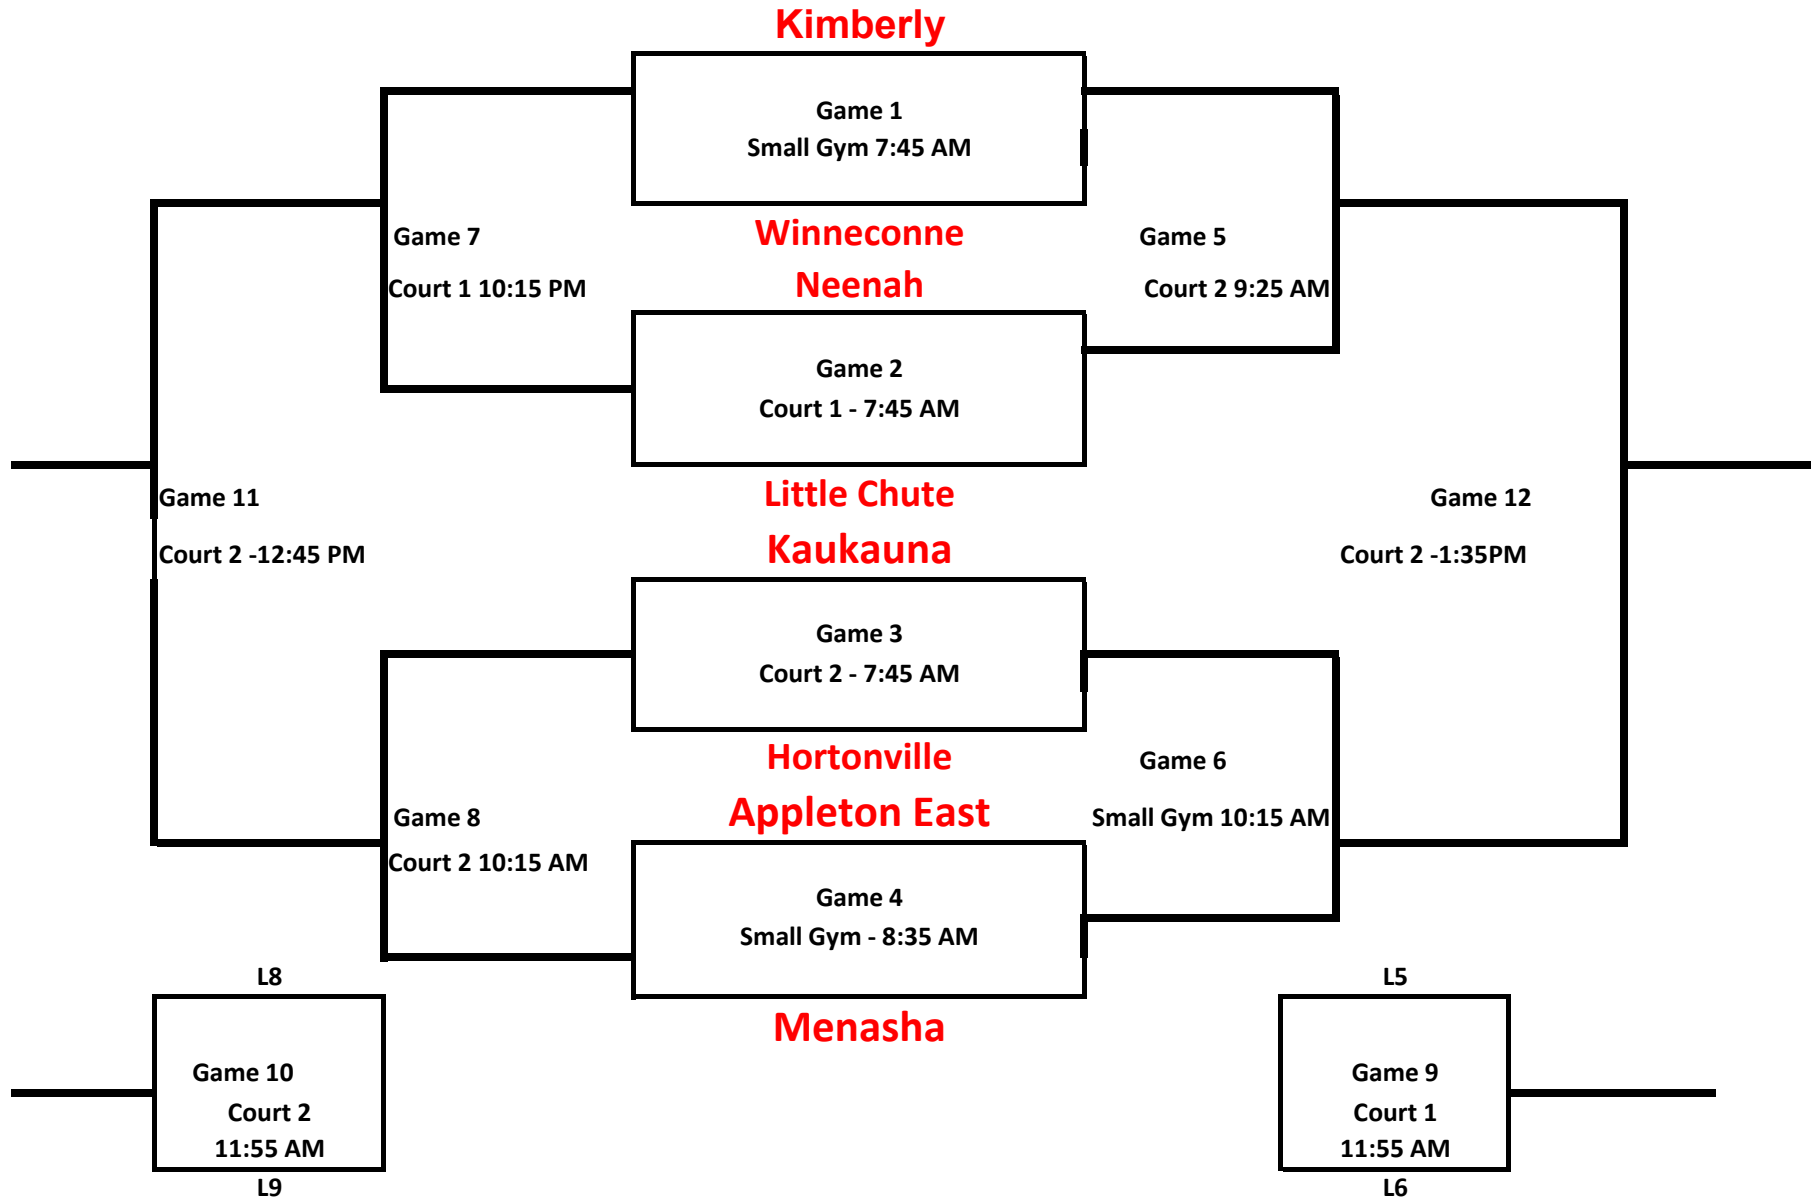 Kimberly
Game 1
Small Gym 7:45 AM
Winneconne
Game 7
Game 5
Neenah
Court 1 10:15 PM
Court 2 9:25 AM
Game 2
Court 1 - 7:45 AM
Little Chute
Game 11
Game 12
Kaukauna
Court 2 -12:45 PM
Court 2 -1:35PM
Game 3
Court 2 - 7:45 AM
Hortonville
Game 6
Appleton East
Game 8
Small Gym 10:15 AM
Court 2 10:15 AM
Game 4
Small Gym - 8:35 AM
L8
L5
Menasha
Game 10
Court 2
11:55 AM
L9
Game 9
Court 1
11:55 AM
L6